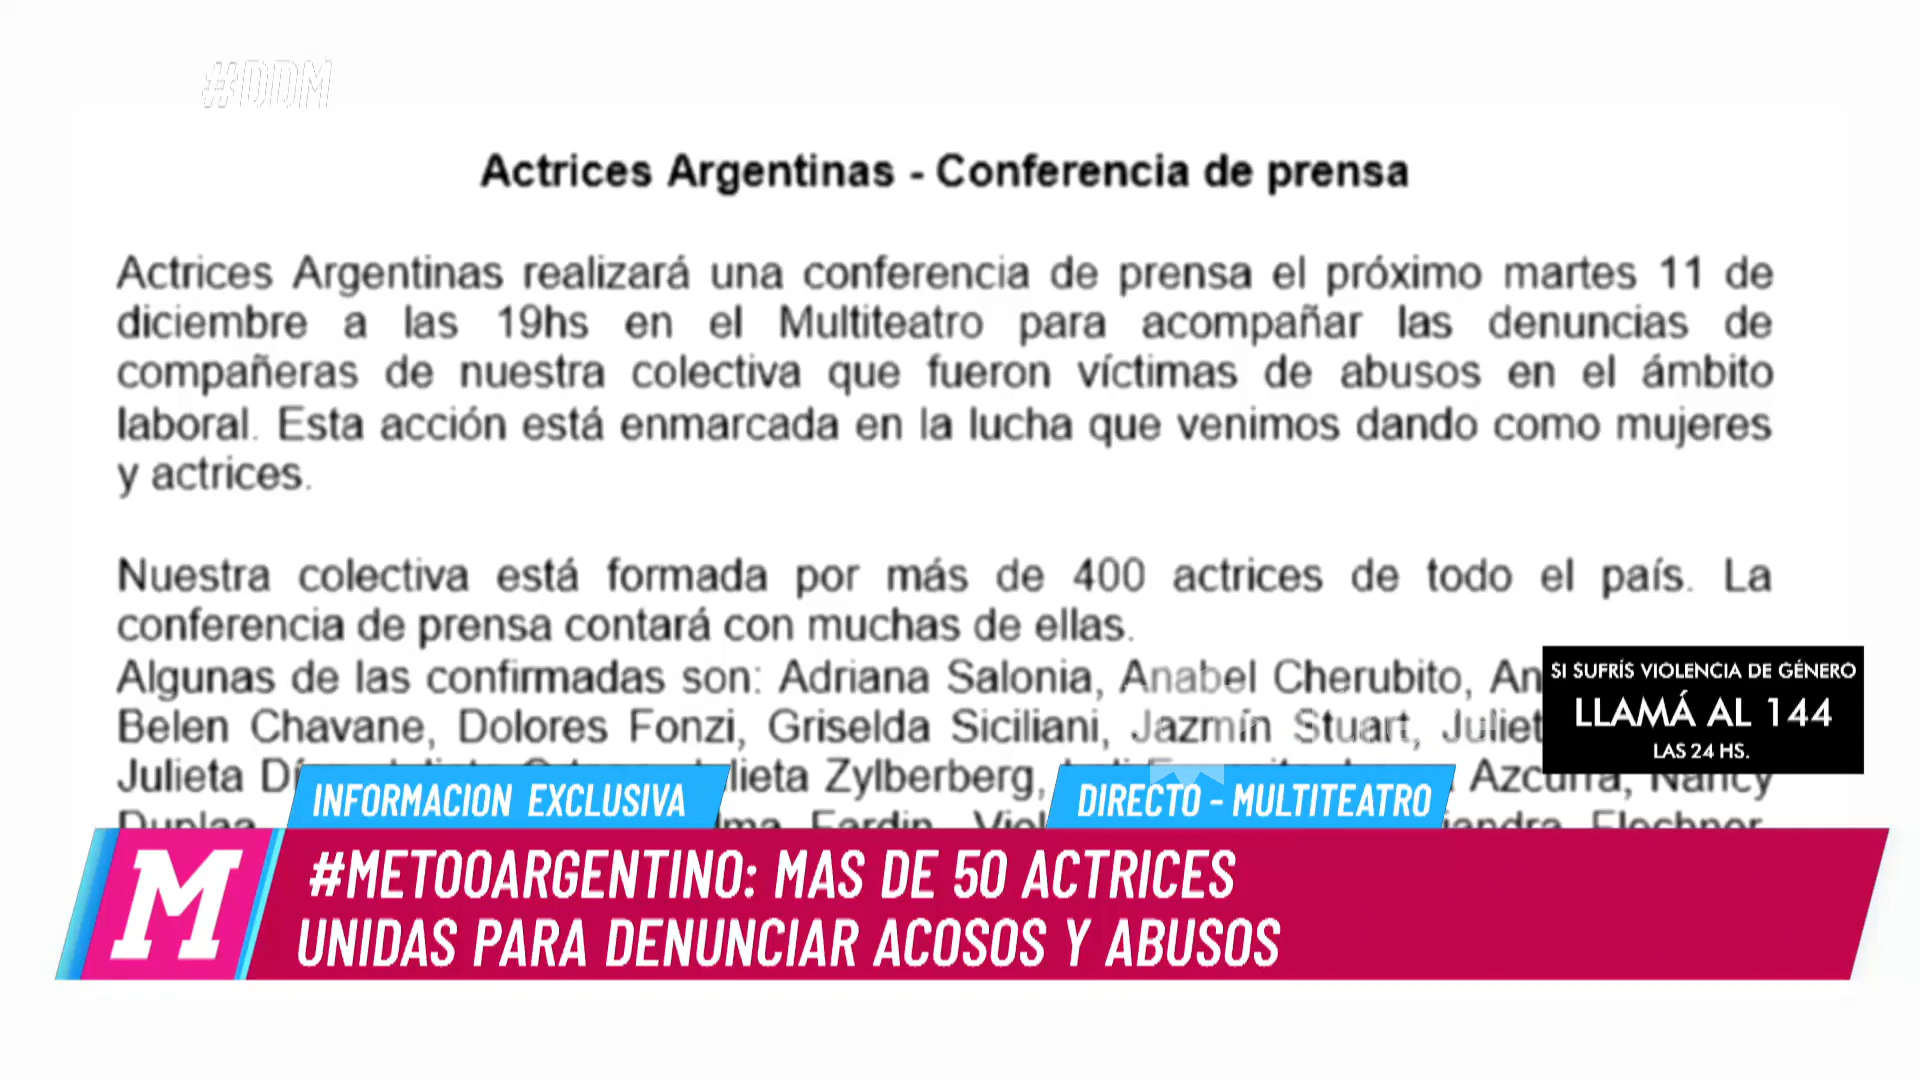 #DDM
Actrices Argentinas - Conferencia de prensa
Actrices Argentinas realizará una conferencia de prensa el próximo martes 11 de
diciembre a las 19hs en el Multiteatro para acompañar las denuncias de
compañeras de nuestra colectiva que fueron víctimas de abusos en el ámbito
laboral. Esta acción está enmarcada en la lucha que venimos dando como mujeres
y actrices.
Nuestra colectiva está formada por más de 400 actrices de todo el país. La
conferencia de prensa contará con muchas de ellas.
Algunas de las confirmadas son: Adriana Salonia, Anabel Cherubito, An
Belen Chavane, Dolores Fonzi, Griselda Siciliani, Jazmín Stuart, Juliet
Julieta Zylberberg, Azcurra, Nancy
SI SUFRÍS VIOLENCIA DE GÉNERO
LLAMÁ AL 144
LAS 24 HS.
INFORMACION EXCLUSIVA
DIRECTO - MULTITEATRO
M
#METOOARGENTINO: MAS DE 50 ACTRICES
UNIDAS PARA DENUNCIAR ACOSOS Y ABUSOS